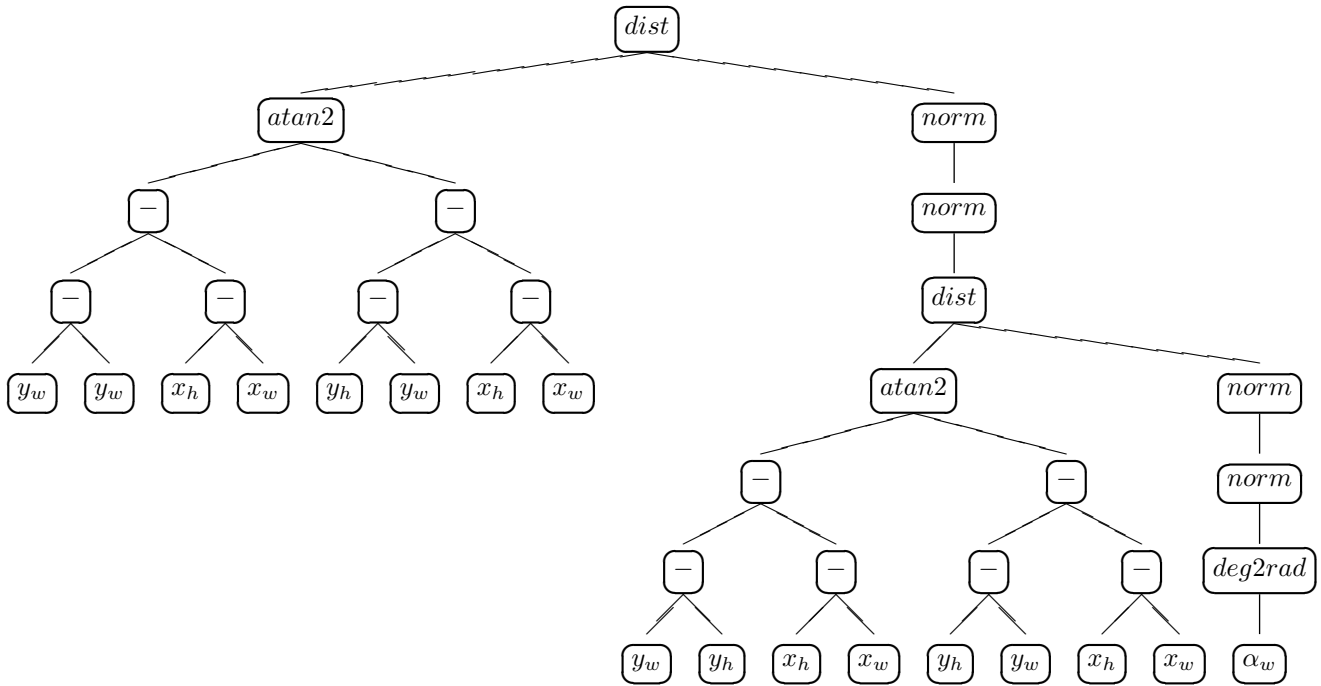 dist
atan2 norm
− − norm
− − − − dist
y_w y_w x_h x_w y_h y_w x_h x_w atan2 norm
− − norm
− − − − deg2rad
y_w y_h x_h x_w y_h y_w x_h x_w α_w